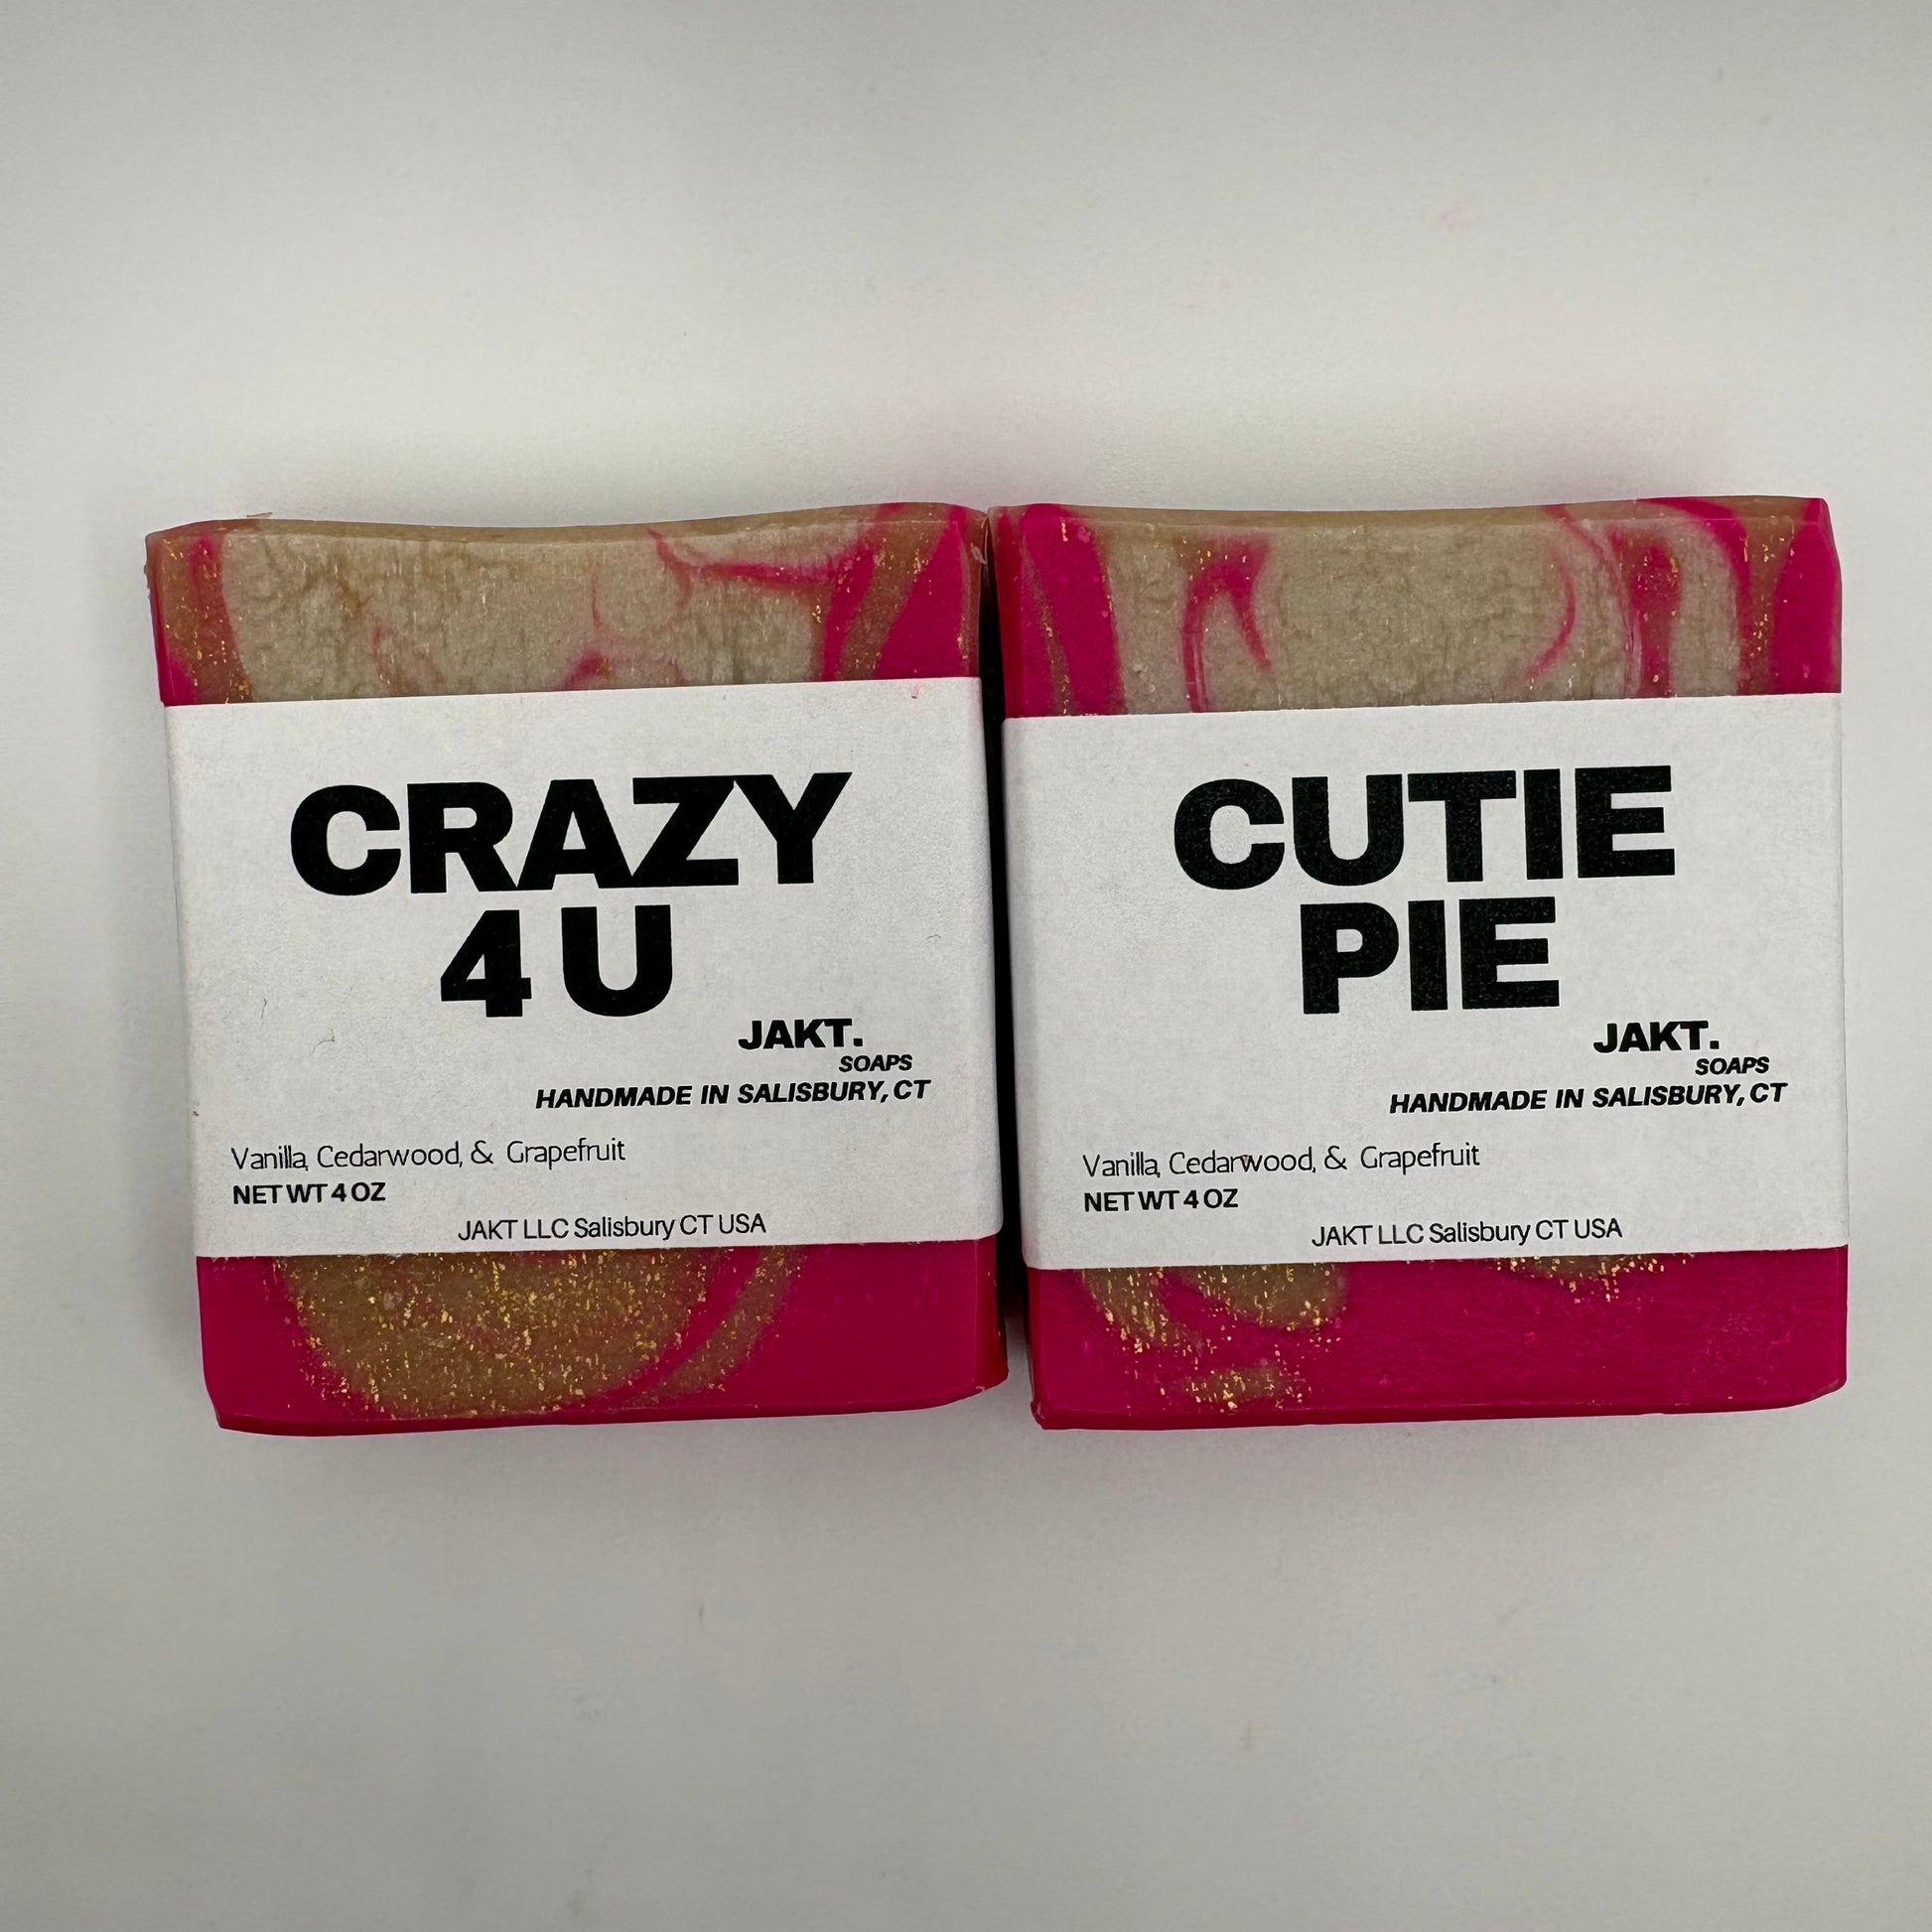 CRAZY
4 U
JAKT.
SOAPS
HANDMADE IN SALISBURY, CT
Vanilla, Cedarwood, & Grapefruit
NET WT 4 OZ
JAKT LLC Salisbury CT USA
CUTIE
PIE
JAKT.
SOAPS
HANDMADE IN SALISBURY, CT
Vanilla, Cedarwood, & Grapefruit
NET WT 4 OZ
JAKT LLC Salisbury CT USA